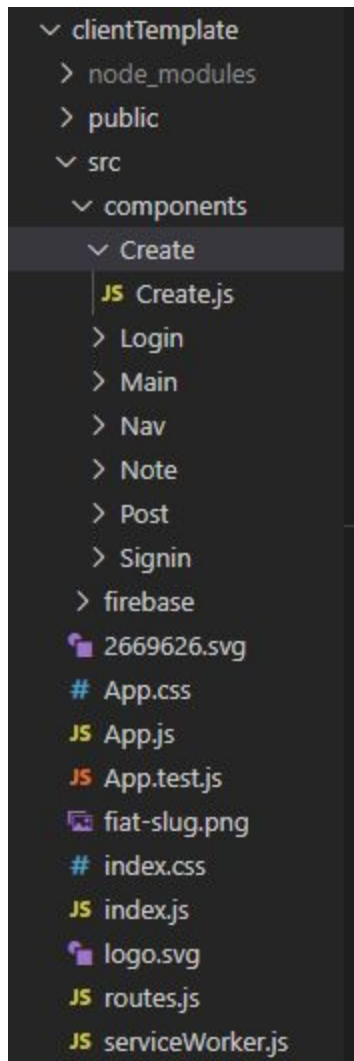 clientTemplate
node_modules
public
src
components
Create
JS Create.js
Login
Main
Nav
Note
Post
Signin
firebase
2669626.svg
# App.css
JS App.js
JS App.test.js
fiat-slug.png
# index.css
JS index.js
logo.svg
JS routes.js
JS serviceWorker.js